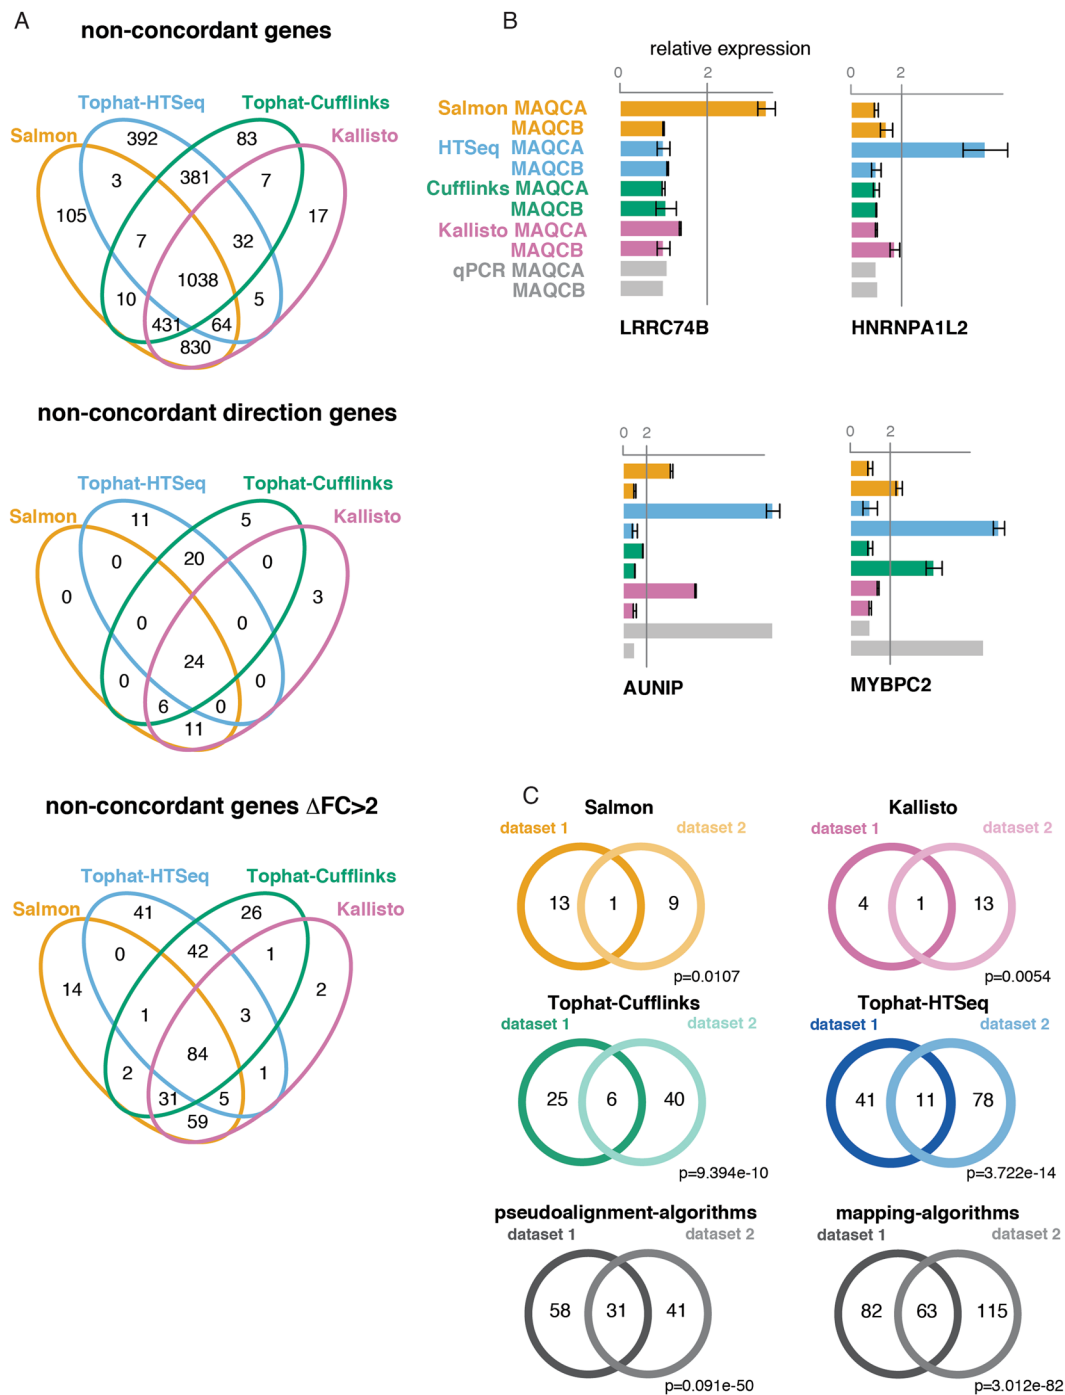 A
non-concordant genes
Tophat-HTSeq
Tophat-Cufflinks
Salmon
Kallisto
392
83
3
381
7
105
17
7
32
1038
10
5
431
64
830
non-concordant direction genes
Tophat-HTSeq
Tophat-Cufflinks
Salmon
Kallisto
11
5
0
20
0
0
3
0
0
24
0
0
6
0
11
non-concordant genes ΔFC>2
Tophat-HTSeq
Tophat-Cufflinks
Salmon
Kallisto
41
26
0
42
1
14
2
1
3
84
2
1
31
5
59
B
relative expression
0 2
0 2
Salmon MAQCA
MAQCB
HTSeq MAQCA
MAQCB
Cufflinks MAQCA
MAQCB
Kallisto MAQCA
MAQCB
qPCR MAQCA
MAQCB
LRRC74B
HNRNPA1L2
0 2
0 2
AUNIP
MYBPC2
C
Salmon
dataset 1
dataset 2
13 1 9
p=0.0107
Kallisto
dataset 1
dataset 2
4 1 13
p=0.0054
Tophat-Cufflinks
dataset 1
dataset 2
25 6 40
p=9.394e-10
Tophat-HTSeq
dataset 1
dataset 2
41 11 78
p=3.722e-14
pseudoalignment-algorithms
dataset 1
dataset 2
58 31 41
p=0.091e-50
mapping-algorithms
dataset 1
dataset 2
82 63 115
p=3.012e-82